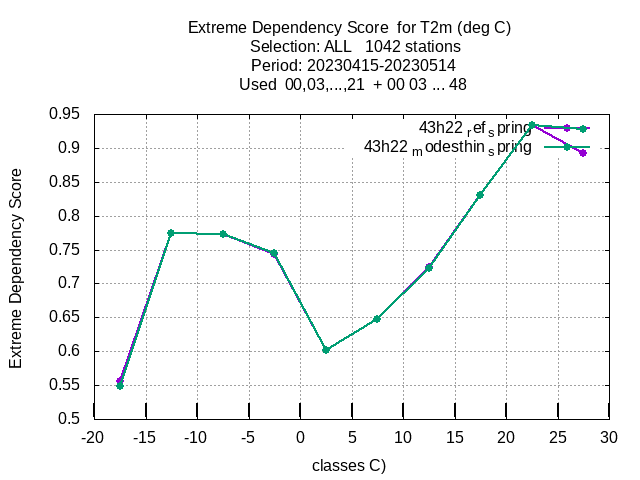 Extreme Dependency Score  for T2m (deg C)
Selection: ALL   1042 stations
Period: 20230415-20230514
Used  00,03,...,21  + 00 03 ... 48
43h22 ref spring
43h22 modesthin spring
Extreme Dependency Score
0.95
0.9
0.85
0.8
0.75
0.7
0.65
0.6
0.55
0.5
-20 -15 -10 -5 0 5 10 15 20 25 30
classes C)